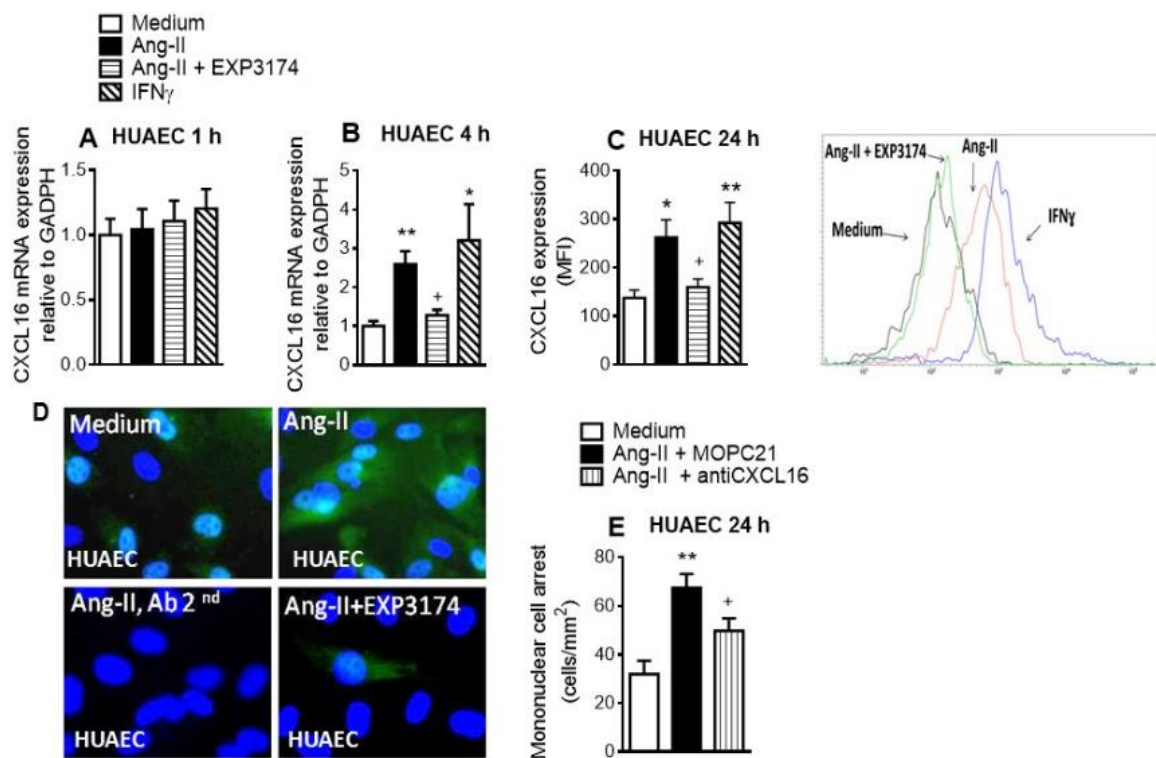 Medium
Ang-II
Ang-II + EXP3174
IFNγ
A HUAEC 1 h
CXCL16 mRNA expression
relative to GADPH
1.5
1.0
0.5
0.0
B HUAEC 4 h
CXCL16 mRNA expression
relative to GADPH
5
4
3
2
1
0
**
+
*
C HUAEC 24 h
CXCL16 expression
(MFI)
400
300
200
100
0
*
+
**
Ang-II + EXP3174
Ang-II
Medium
IFNɣ
D
Medium
HUAEC
Ang-II
HUAEC
Ang-II, Ab 2 nd
HUAEC
Ang-II+EXP3174
HUAEC
Medium
Ang-II + MOPC21
Ang-II + antiCXCL16
E HUAEC 24 h
Mononuclear cell arrest
(cells/mm2)
80
60
40
20
0
**
+